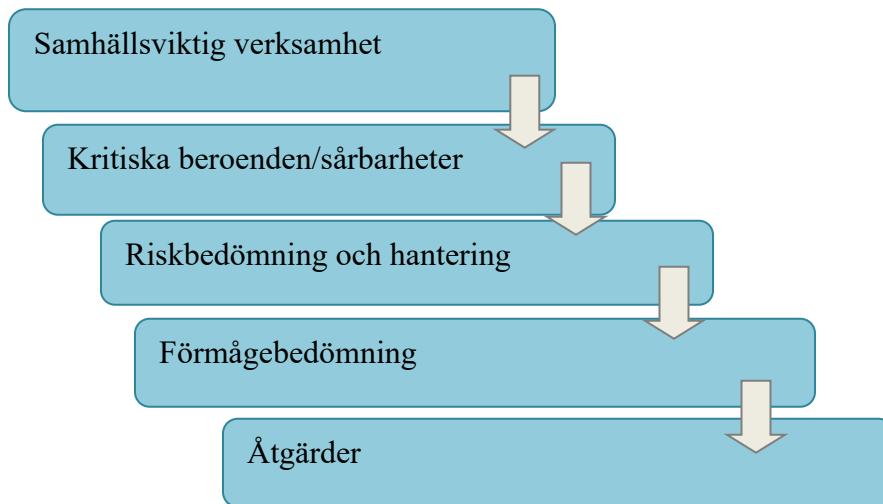 Samhällsviktig verksamhet
Kritiska beroenden/sårbarheter
Riskbedömning och hantering
Förmågebedömning
Åtgärder